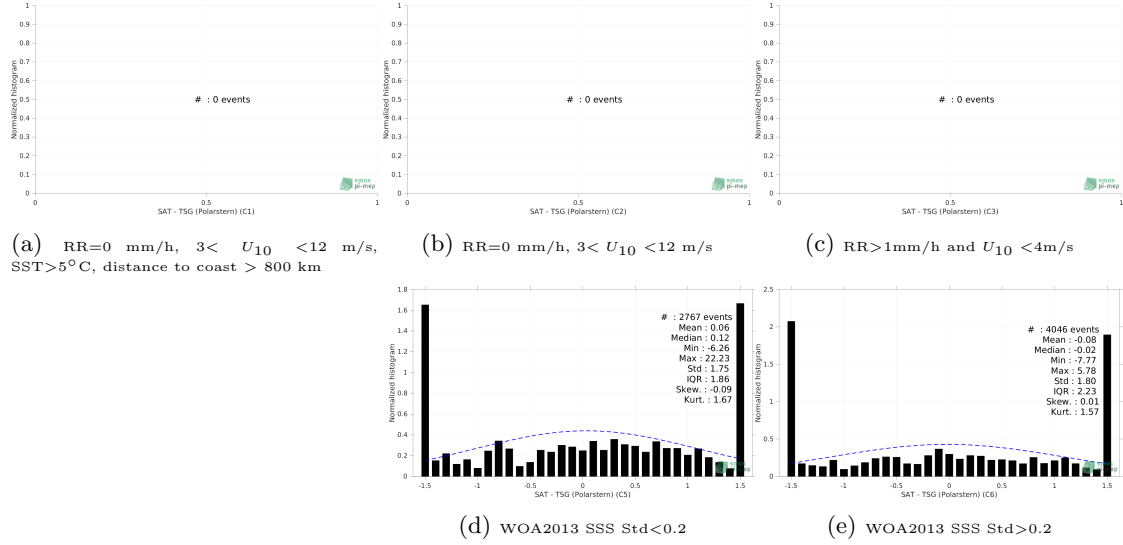 1
0.9
0.8
0.7
0.6
0.5
0.4
0.3
0.2
0.1
0
Normalized histogram
# : 0 events
smos
pi-mep
0 0.5 1
SAT - TSG (Polarstern) (C1)
(a) RR=0 mm/h, 3< U10 <12 m/s,
SST>5°C, distance to coast > 800 km
1
0.9
0.8
0.7
0.6
0.5
0.4
0.3
0.2
0.1
0
Normalized histogram
# : 0 events
smos
pi-mep
0 0.5 1
SAT - TSG (Polarstern) (C2)
(b) RR=0 mm/h, 3< U10 <12 m/s
1
0.9
0.8
0.7
0.6
0.5
0.4
0.3
0.2
0.1
0
Normalized histogram
# : 0 events
smos
pi-mep
0 0.5 1
SAT - TSG (Polarstern) (C3)
(c) RR>1mm/h and U10 <4m/s
1.8
1.6
1.4
1.2
1
0.8
0.6
0.4
0.2
0
Normalized histogram
# : 2767 events
Mean : 0.06
Median : 0.12
Min : -6.26
Max : 22.23
Std : 1.75
IQR : 1.86
Skew. : -0.09
Kurt. : 1.67
smos
pi-mep
-1.5 -1 -0.5 0 0.5 1 1.5
SAT - TSG (Polarstern) (C5)
(d) WOA2013 SSS Std<0.2
2.5
2
1.5
1
0.5
0
Normalized histogram
# : 4046 events
Mean : -0.08
Median : -0.02
Min : -7.77
Max : 5.78
Std : 1.80
IQR : 2.23
Skew. : 0.01
Kurt. : 1.57
smos
pi-mep
-1.5 -1 -0.5 0 0.5 1 1.5
SAT - TSG (Polarstern) (C6)
(e) WOA2013 SSS Std>0.2